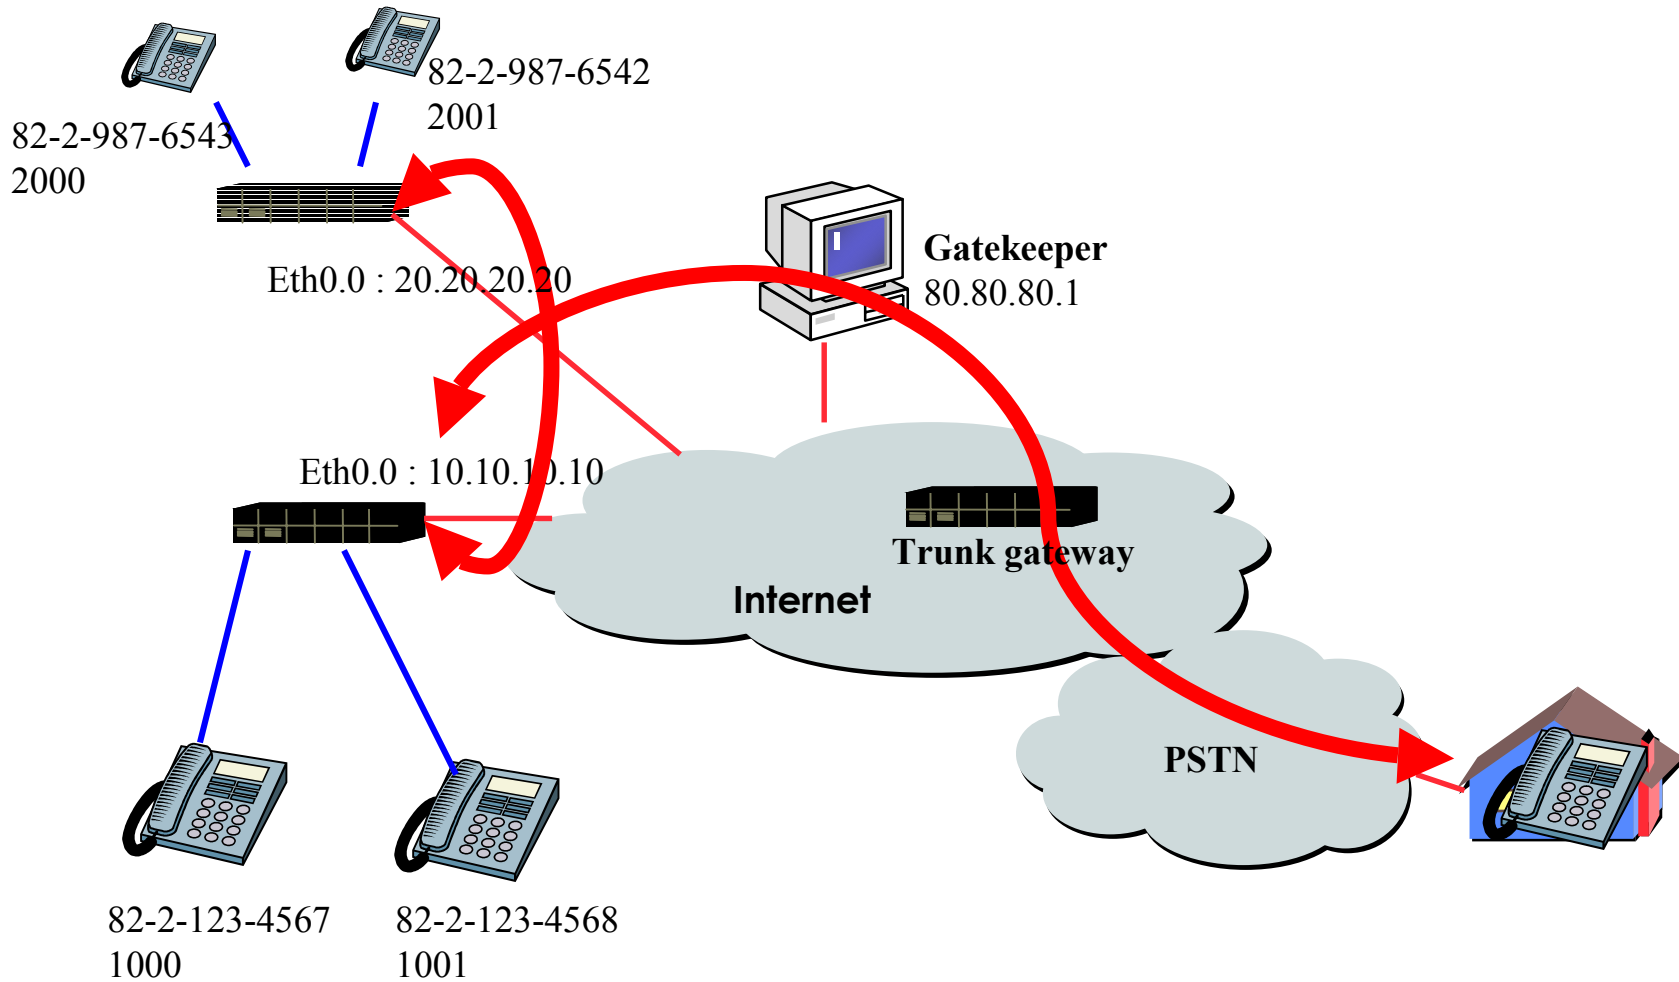 82-2-987-6542
2001
82-2-987-6543
2000
Gatekeeper
80.80.80.1
Eth0.0 : 20.20.20.20
Eth0.0 : 10.10.10.10
Trunk gateway
Internet
PSTN
82-2-123-4567
1000
82-2-123-4568
1001